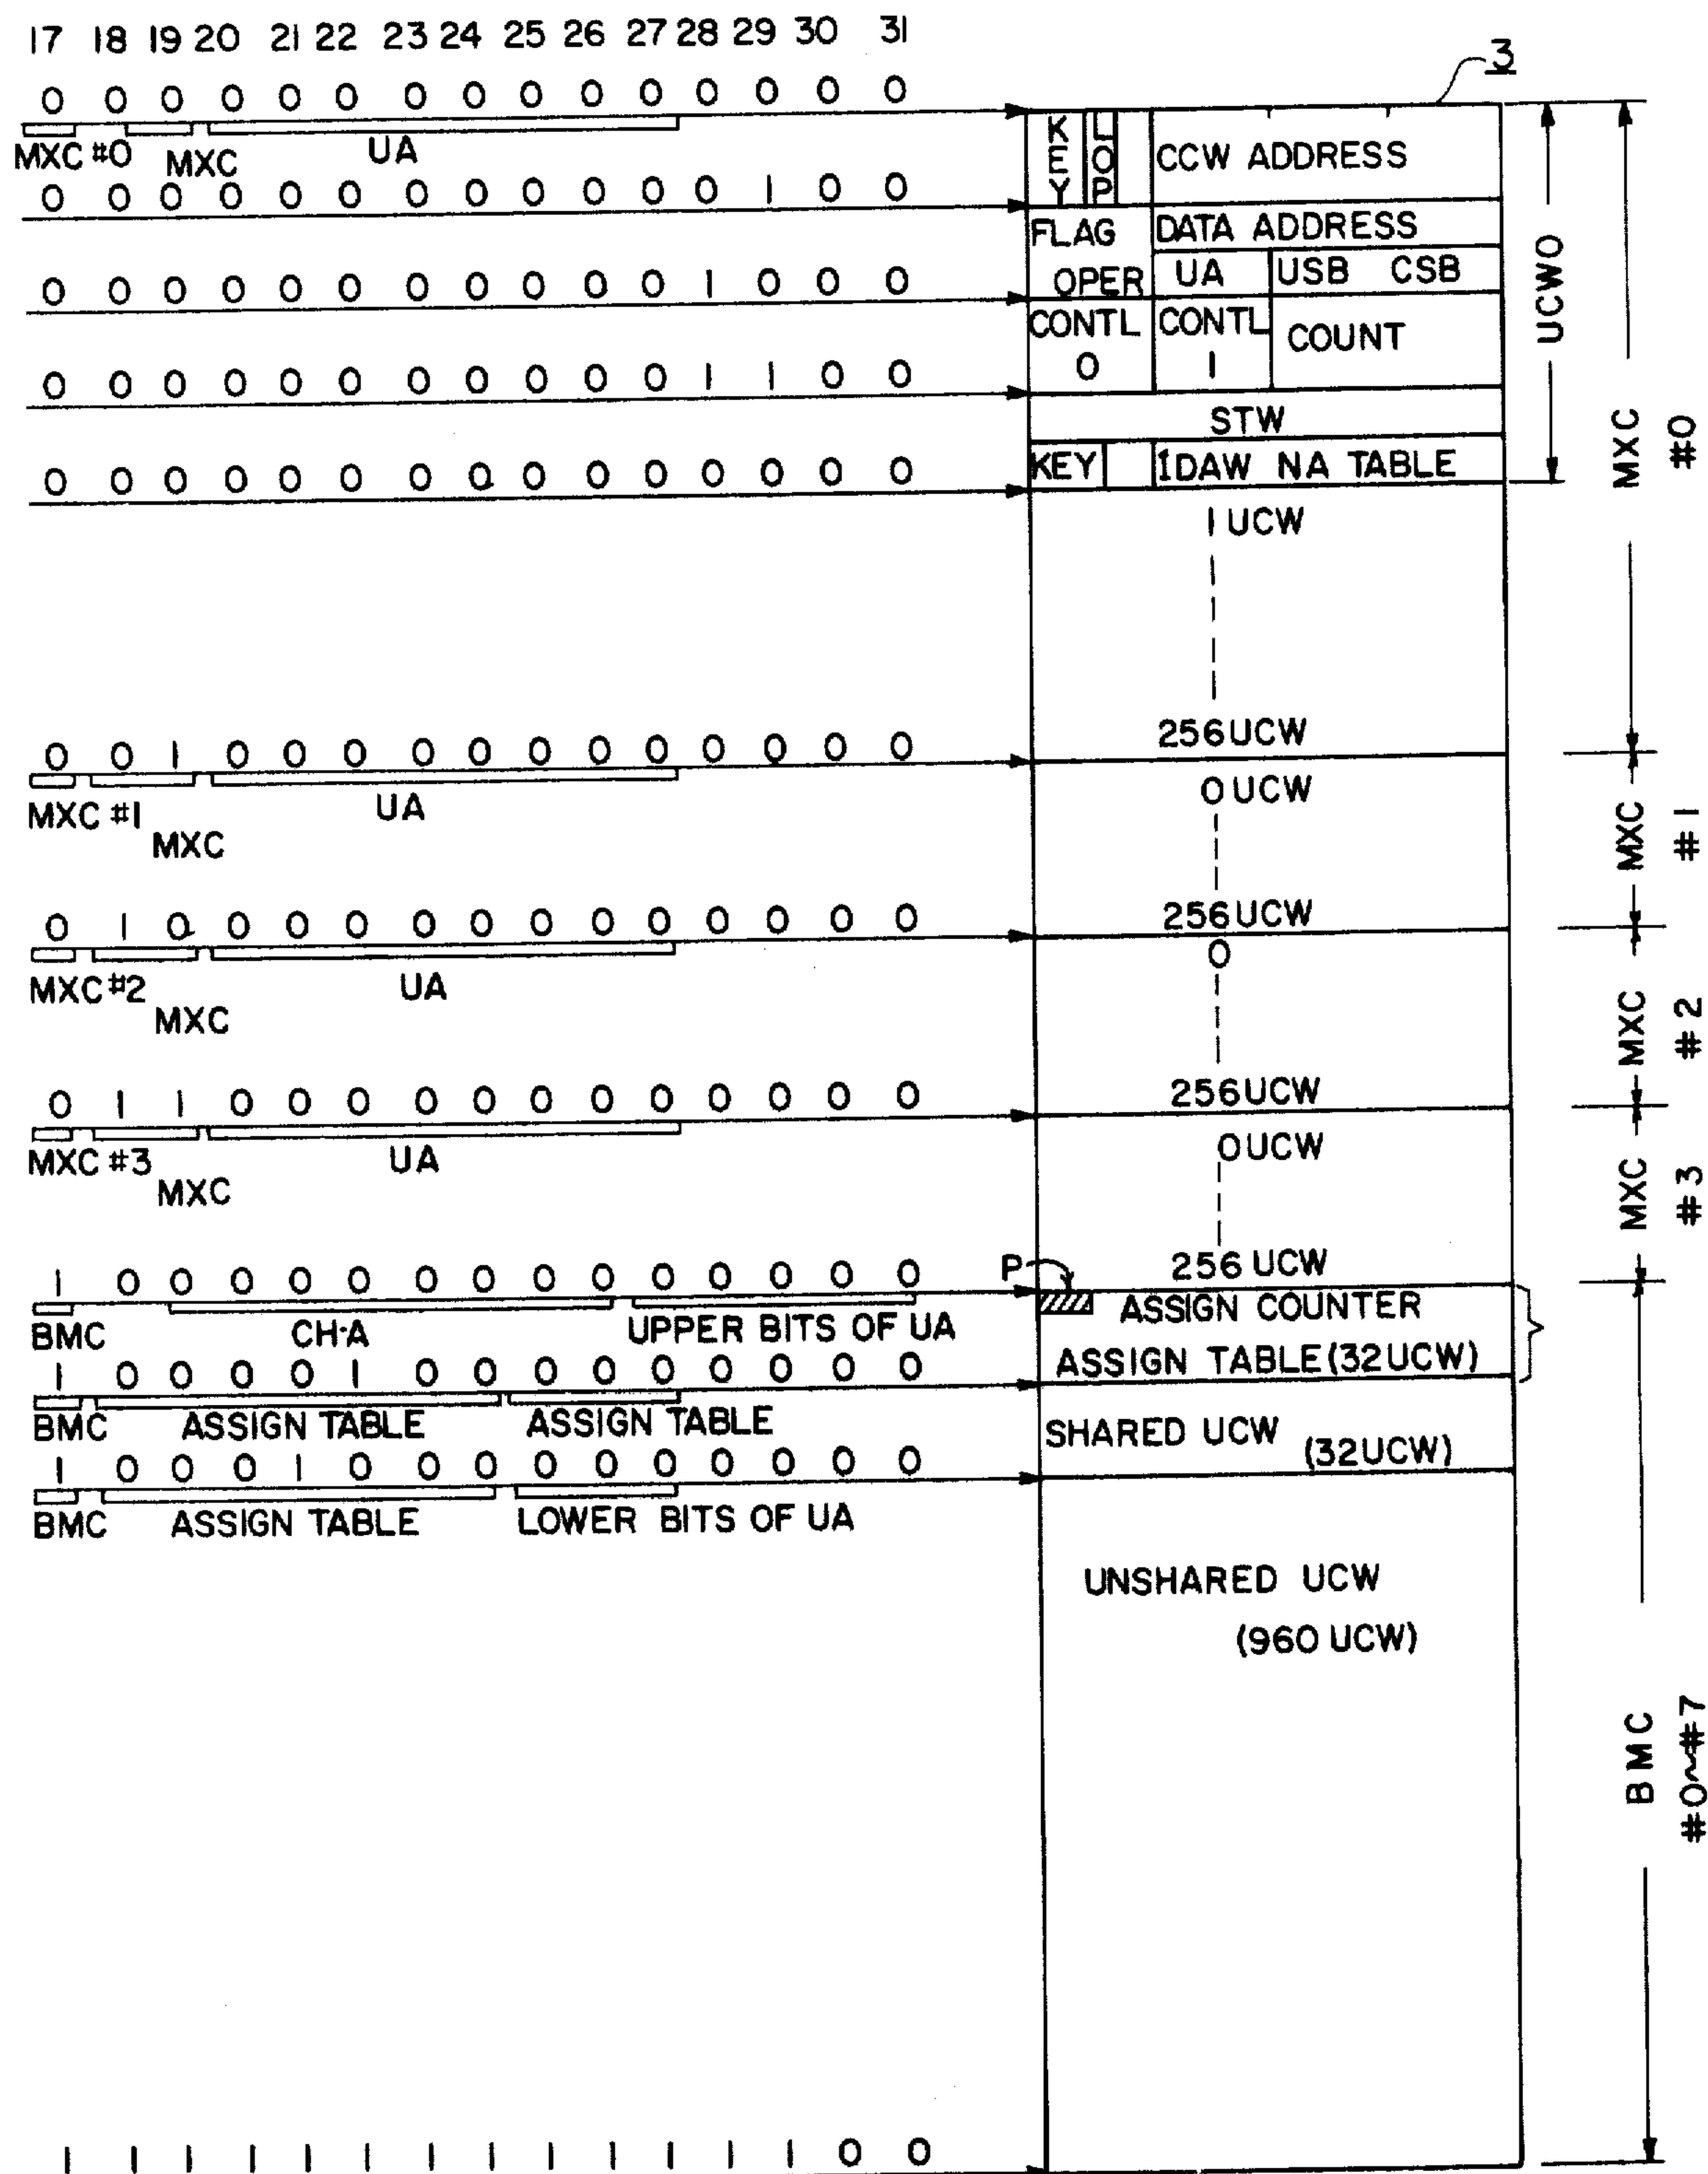 17 18 19 20 21 22 23 24 25 26 27 28 29 30 31
3
0 0 0 0 0 0 0 0 0 0 0 0 0 0 0
MXC #0 MXC UA
KEY LOP CCW ADDRESS
0 0 0 0 0 0 0 0 0 0 0 0 1 0 0
FLAG DATA ADDRESS
OPER UA USB CSB
0 0 0 0 0 0 0 0 0 0 0 1 0 0 0
CONTL 0 CONTL 1 COUNT
0 0 0 0 0 0 0 0 0 0 0 1 1 0 0
STW
KEY IDAW NA TABLE
0 0 0 0 0 0 0 0 0 0 0 0 0 0 0
UCW0
MXC #0
1 UCW
256 UCW
0 0 1 0 0 0 0 0 0 0 0 0 0 0 0
MXC #1 MXC UA
0 UCW
MXC #1
256 UCW
0 1 0 0 0 0 0 0 0 0 0 0 0 0 0
MXC #2 MXC UA
0
MXC #2
256 UCW
0 1 1 0 0 0 0 0 0 0 0 0 0 0 0
MXC #3 MXC UA
0 UCW
MXC #3
256 UCW
1 0 0 0 0 0 0 0 0 0 0 0 0 0 0
P
BMC CH·A UPPER BITS OF UA
ASSIGN COUNTER
ASSIGN TABLE (32UCW)
1 0 0 0 0 1 0 0 0 0 0 0 0 0 0
BMC ASSIGN TABLE ASSIGN TABLE
SHARED UCW (32UCW)
1 0 0 0 1 0 0 0 0 0 0 0 0 0 0
BMC ASSIGN TABLE LOWER BITS OF UA
UNSHARED UCW
(960 UCW)
BMC #0~#7
1 1 1 1 1 1 1 1 1 1 1 1 1 0 0